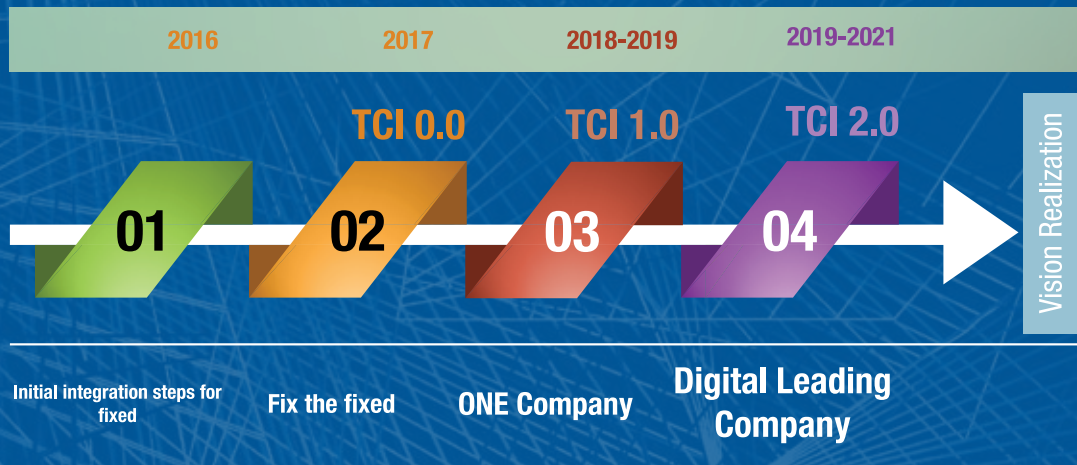 2016
2017
2018-2019
2019-2021
TCI 0.0
TCI 1.0
TCI 2.0
01
02
03
04
Vision Realization
Initial integration steps for
fixed
Fix the fixed
ONE Company
Digital Leading
Company